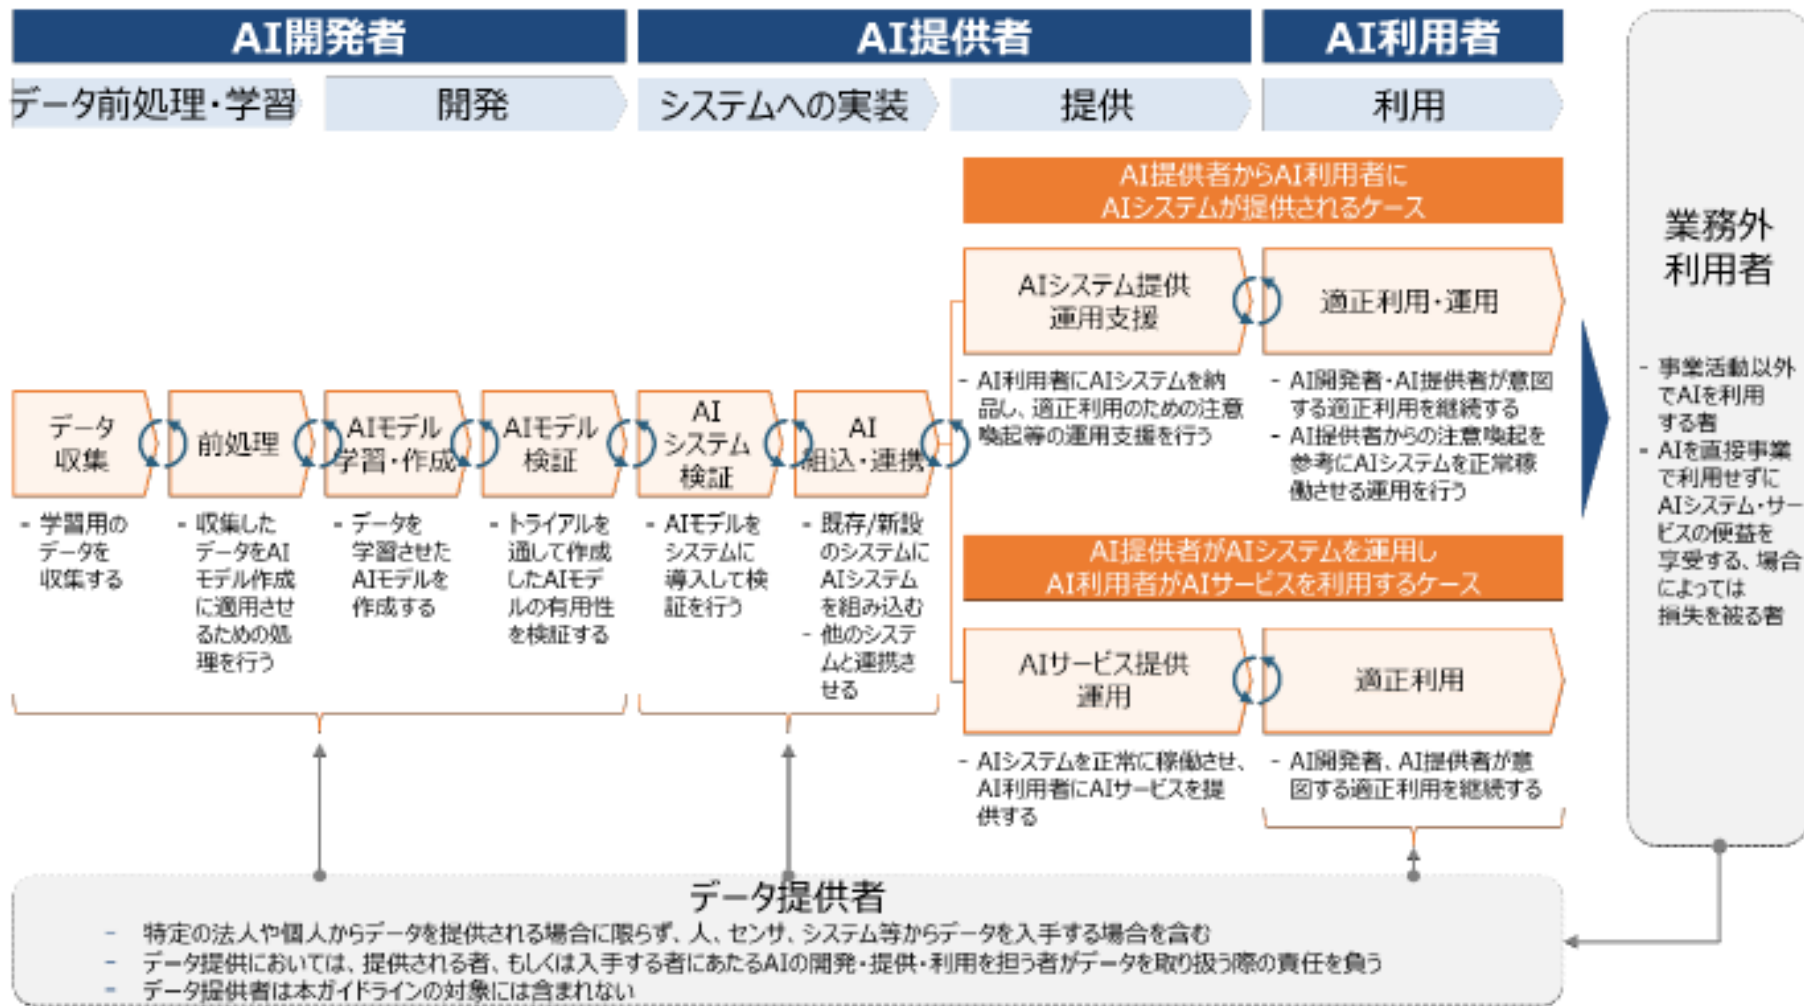 AI開発者
AI提供者
AI利用者
データ前処理・学習
開発
システムへの実装
提供
利用
AI提供者からAI利用者に
AIシステムが提供されるケース
AIシステム提供
運用支援
適正利用・運用
- AI利用者にAIシステムを納
品し、適正利用のための注意
喚起等の運用支援を行う
- AI開発者・AI提供者が意図
する適正利用を継続する
- AI提供者からの注意喚起を
参考にAIシステムを正常稼
働させる運用を行う
データ
収集
前処理
AIモデル
学習・作成
AIモデル
検証
AI
システム
検証
AI
組込・連携
- 学習用の
データを
収集する
- 収集した
データをAI
モデル作成
に適用させ
るための処
理を行う
- データを
学習させた
AIモデルを
作成する
- トライアルを
通して作成
したAIモデ
ルの有用性
を検証する
- AIモデルを
システムに
導入して検
証を行う
- 既存/新設
のシステムに
AIシステム
を組み込む
- 他のシステ
ムと連携さ
せる
AI提供者がAIシステムを運用し
AI利用者がAIサービスを利用するケース
AIサービス提供
運用
適正利用
- AIシステムを正常に稼働させ、
AI利用者にAIサービスを提
供する
- AI開発者、AI提供者が意
図する適正利用を継続する
業務外
利用者
- 事業活動以外
でAIを利用
する者
- AIを直接事業
で利用せずに
AIシステム・サー
ビスの便益を
享受する、場合
によっては
損失を被る者
データ提供者
- 特定の法人や個人からデータを提供される場合に限らず、人、センサ、システム等からデータを入手する場合を含む
- データ提供においては、提供される者、もしくは入手する者にあたるAIの開発・提供・利用を担う者がデータを取り扱う際の責任を負う
- データ提供者は本ガイドラインの対象には含まれない